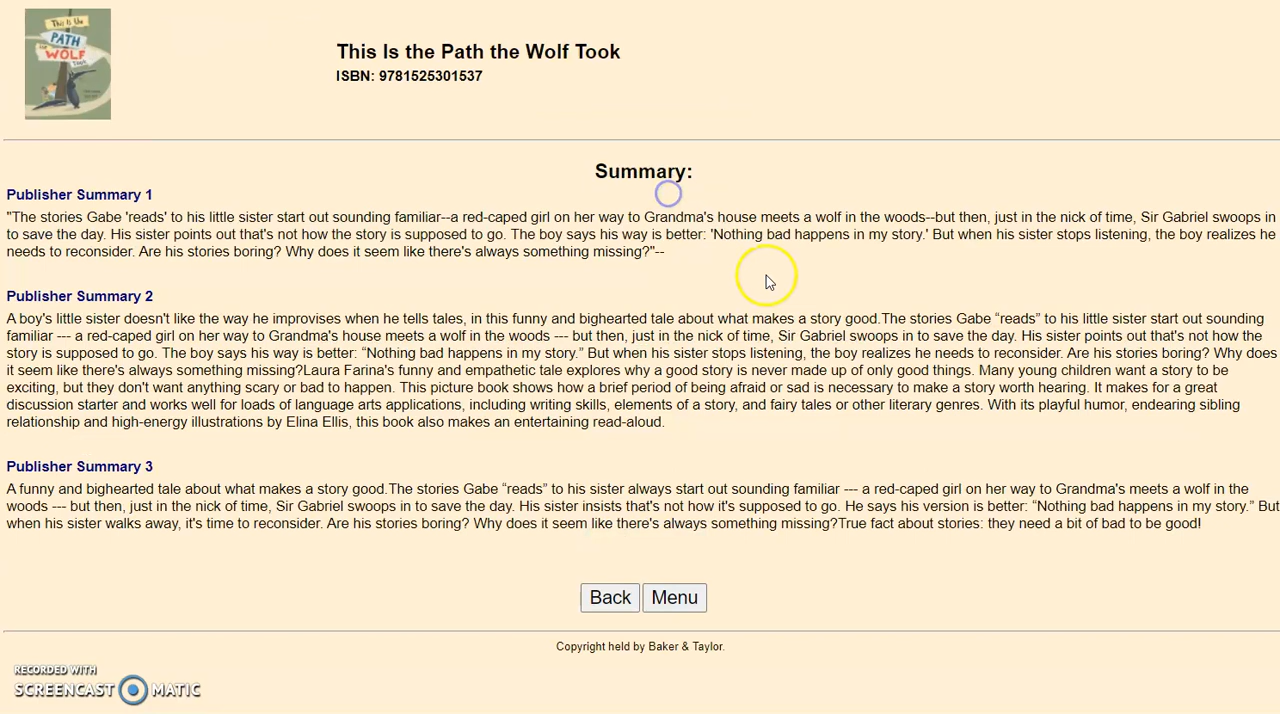 This Is the
PATH
the
WOLF
TOOK
This Is the Path the Wolf Took
ISBN: 9781525301537
Summary:
Publisher Summary 1
"The stories Gabe 'reads' to his little sister start out sounding familiar--a red-caped girl on her way to Grandma's house meets a wolf in the woods--but then, just in the nick of time, Sir Gabriel swoops in
to save the day. His sister points out that's not how the story is supposed to go. The boy says his way is better: 'Nothing bad happens in my story.' But when his sister stops listening, the boy realizes he
needs to reconsider. Are his stories boring? Why does it seem like there's always something missing?"--
Publisher Summary 2
A boy's little sister doesn't like the way he improvises when he tells tales, in this funny and bighearted tale about what makes a story good.The stories Gabe “reads” to his little sister start out sounding
familiar --- a red-caped girl on her way to Grandma's house meets a wolf in the woods --- but then, just in the nick of time, Sir Gabriel swoops in to save the day. His sister points out that's not how the
story is supposed to go. The boy says his way is better: “Nothing bad happens in my story.” But when his sister stops listening, the boy realizes he needs to reconsider. Are his stories boring? Why does
it seem like there's always something missing?Laura Farina's funny and empathetic tale explores why a good story is never made up of only good things. Many young children want a story to be
exciting, but they don't want anything scary or bad to happen. This picture book shows how a brief period of being afraid or sad is necessary to make a story worth hearing. It makes for a great
discussion starter and works well for loads of language arts applications, including writing skills, elements of a story, and fairy tales or other literary genres. With its playful humor, endearing sibling
relationship and high-energy illustrations by Elina Ellis, this book also makes an entertaining read-aloud.
Publisher Summary 3
A funny and bighearted tale about what makes a story good.The stories Gabe “reads” to his sister always start out sounding familiar --- a red-caped girl on her way to Grandma's meets a wolf in the
woods --- but then, just in the nick of time, Sir Gabriel swoops in to save the day. His sister insists that's not how it's supposed to go. He says his version is better: “Nothing bad happens in my story.” But
when his sister walks away, it's time to reconsider. Are his stories boring? Why does it seem like there's always something missing?True fact about stories: they need a bit of bad to be good!
Back Menu
Copyright held by Baker & Taylor.
RECORDED WITH
SCREENCAST MATIC